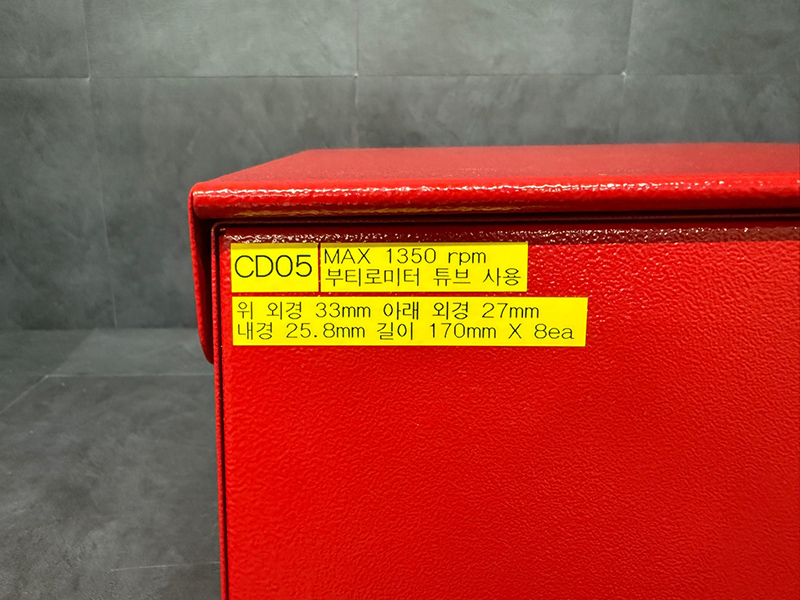 CD05
MAX 1350 rpm
부티로미터 튜브 사용
위 외경 33mm 아래 외경 27mm
내경 25.8mm 길이 170mm X 8ea